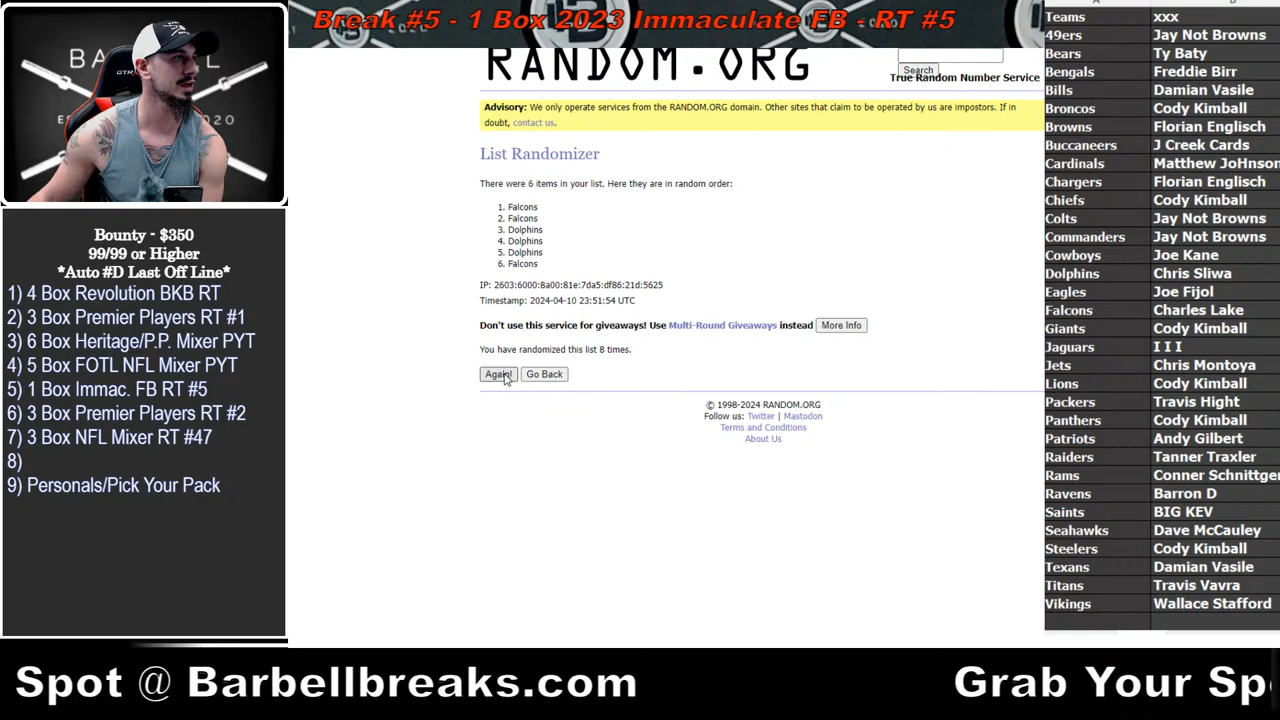 Break #5 - 1 Box 2023 Immaculate FB - RT #5
BA
L
GTR
ES
2020
Bounty - $350
99/99 or Higher
*Auto #D Last Off Line*
1) 4 Box Revolution BKB RT
2) 3 Box Premier Players RT #1
3) 6 Box Heritage/P.P. Mixer PYT
4) 5 Box FOTL NFL Mixer PYT
5) 1 Box Immac. FB RT #5
6) 3 Box Premier Players RT #2
7) 3 Box NFL Mixer RT #47
8)
9) Personals/Pick Your Pack
RANDOM.ORG
Search
True Random Number Service
Advisory: We only operate services from the RANDOM.ORG domain. Other sites that claim to be operated by us are impostors. If in
doubt, contact us.
List Randomizer
There were 6 items in your list. Here they are in random order:
1. Falcons
2. Falcons
3. Dolphins
4. Dolphins
5. Dolphins
6. Falcons
IP: 2603:6000:8a00:81e:7da5:df86:21d:5625
Timestamp: 2024-04-10 23:51:54 UTC
Don't use this service for giveaways! Use Multi-Round Giveaways instead More Info
You have randomized this list 8 times.
Again! Go Back
© 1998-2024 RANDOM.ORG
Follow us: Twitter | Mastodon
Terms and Conditions
About Us
Teams xxx
49ers Jay Not Browns
Bears Ty Baty
Bengals Freddie Birr
Bills Damian Vasile
Broncos Cody Kimball
Browns Florian Englisch
Buccaneers J Creek Cards
Cardinals Matthew JoHnson
Chargers Florian Englisch
Chiefs Cody Kimball
Colts Jay Not Browns
Commanders Jay Not Browns
Cowboys Joe Kane
Dolphins Chris Sliwa
Eagles Joe Fijol
Falcons Charles Lake
Giants Cody Kimball
Jaguars I I I
Jets Chris Montoya
Lions Cody Kimball
Packers Travis Hight
Panthers Cody Kimball
Patriots Andy Gilbert
Raiders Tanner Traxler
Rams Conner Schnittger
Ravens Barron D
Saints BIG KEV
Seahawks Dave McCauley
Steelers Cody Kimball
Texans Damian Vasile
Titans Travis Vavra
Vikings Wallace Stafford
Spot @ Barbellbreaks.com Grab Your Sp